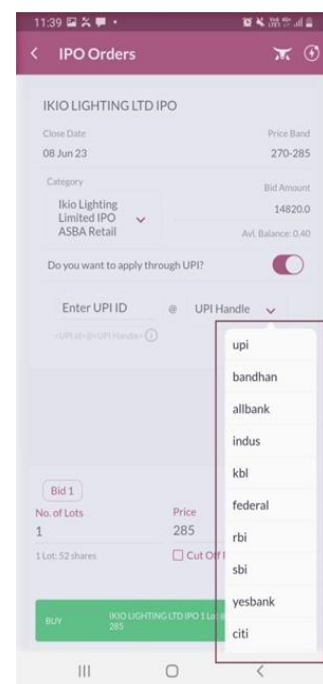 11:39
IPO Orders
IKIO LIGHTING LTD IPO
Close Date Price Band
08 Jun 23 270-285
Category Bid Amount
Ikio Lighting
Limited IPO
ASBA Retail
14820.0
Avl. Balance: 0.40
Do you want to apply through UPI?
Enter UPI ID @ UPI Handle
<UPI Id>@<UPI Handle>
upi
bandhan
allbank
indus
kbl
federal
rbi
sbi
yesbank
citi
Bid 1
No. of Lots Price
1 285
1 Lot: 52 shares Cut Off
BUY IKIO LIGHTING LTD IPO 1 Lot
285